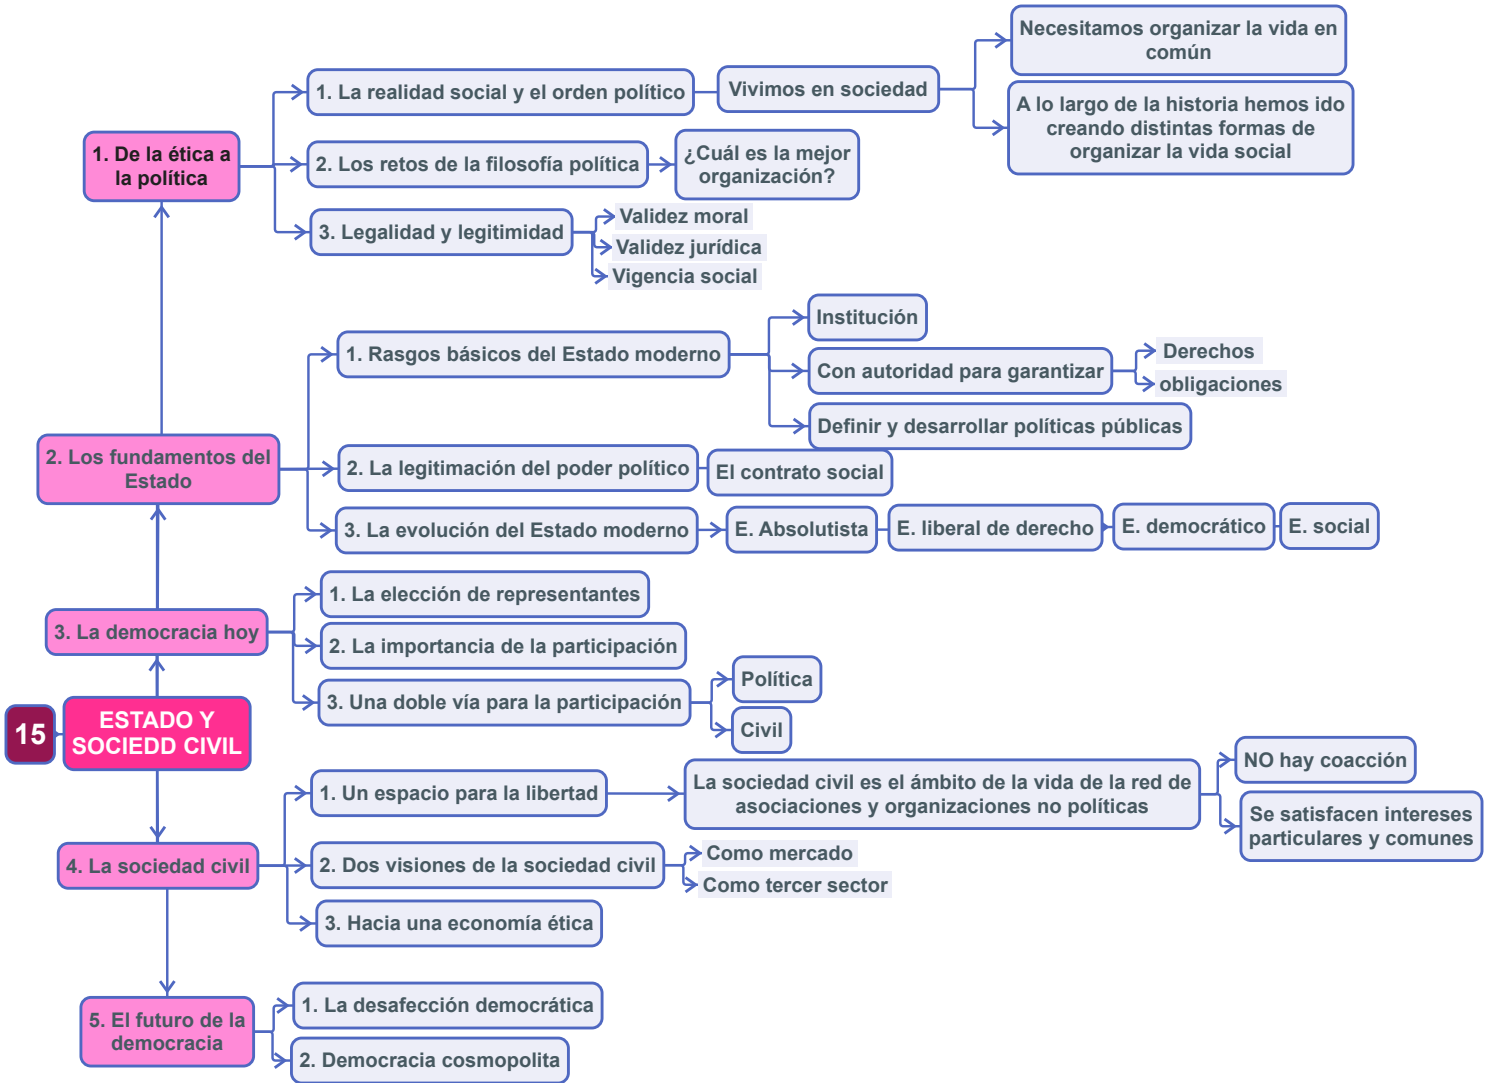 1. De la ética a
la política
1. La realidad social y el orden político
Vivimos en sociedad
Necesitamos organizar la vida en
común
A lo largo de la historia hemos ido
creando distintas formas de
organizar la vida social
2. Los retos de la filosofía política
¿Cuál es la mejor
organización?
3. Legalidad y legitimidad
Validez moral
Validez jurídica
Vigencia social
2. Los fundamentos del
Estado
1. Rasgos básicos del Estado moderno
Institución
Con autoridad para garantizar
Derechos
obligaciones
Definir y desarrollar políticas públicas
2. La legitimación del poder político
El contrato social
3. La evolución del Estado moderno
E. Absolutista
E. liberal de derecho
E. democrático
E. social
3. La democracia hoy
1. La elección de representantes
2. La importancia de la participación
3. Una doble vía para la participación
Política
Civil
15
ESTADO Y
SOCIEDD CIVIL
4. La sociedad civil
1. Un espacio para la libertad
La sociedad civil es el ámbito de la vida de la red de
asociaciones y organizaciones no políticas
NO hay coacción
Se satisfacen intereses
particulares y comunes
2. Dos visiones de la sociedad civil
Como mercado
Como tercer sector
3. Hacia una economía ética
5. El futuro de la
democracia
1. La desafección democrática
2. Democracia cosmopolita